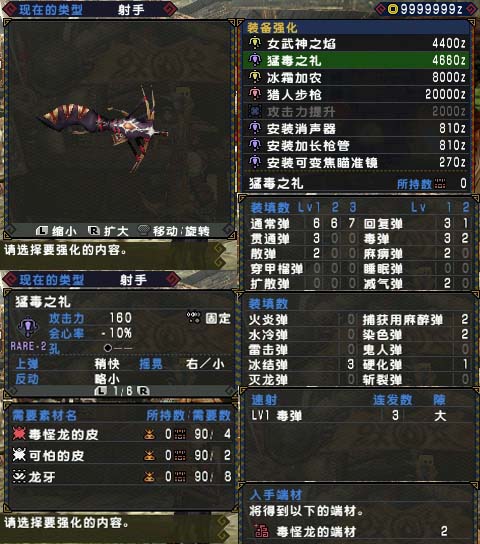 现在的类型 射手
9999999z
L 缩小 R 扩大 移动/旋转
请选择要强化的内容。
装备强化
女武神之焰 4400z
猛毒之礼 4660z
冰霜加农 8000z
猎人步枪 20000z
攻击力提升 2000z
安装消声器 810z
安装加长枪管 810z
安装可变焦瞄准镜 270z
猛毒之礼 所持数 0
装填数 Lv 1 2 3 Lv 1 2
通常弹 6 6 7 回复弹 3 1
贯通弹 3 0 0 毒弹 3 2
散弹 2 0 0 麻痹弹 2 0
穿甲榴弹 0 0 0 睡眠弹 0 0
扩散弹 0 0 0 减气弹 2 0
现在的类型 射手
猛毒之礼
攻击力 160 固定
会心率 -10%
RARE-2 孔 ●---
上弹 稍快 摇晃 右/小
反动 略小
L 1/6 R
装填数
火炎弹 0 捕获用麻醉弹 2
水冷弹 0 染色弹 2
雷击弹 0 鬼人弹 0
冰结弹 3 硬化弹 1
灭龙弹 0 斩裂弹 0
速射 连发数 隙
LV1 毒弹 3 大
需要素材名 所持数 需要数
毒怪龙的皮 0 90/ 4
可怕的皮 0 90/ 2
龙牙 0 90/ 8
请选择要强化的内容。
入手端材
将得到以下的端材。
毒怪龙的端材 2